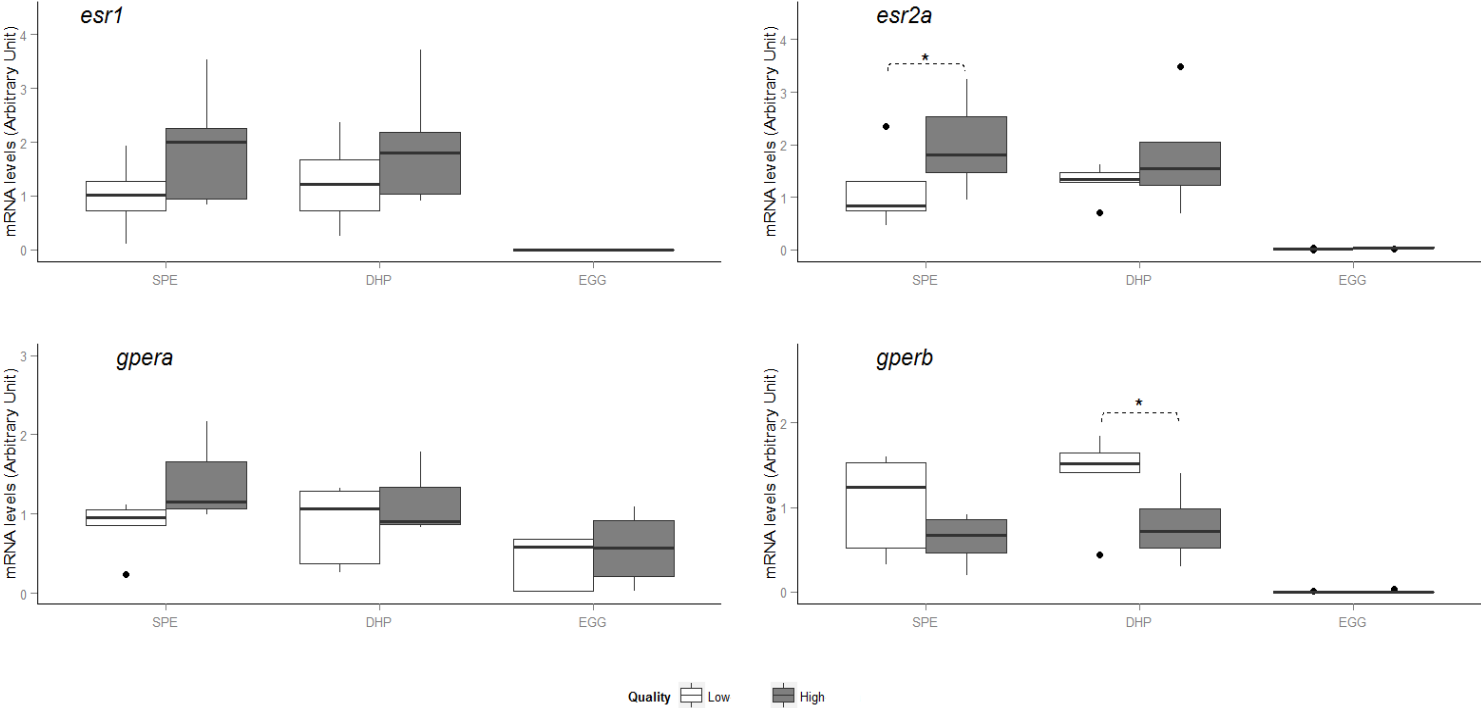 esr1
mRNA levels (Arbitrary Unit)
4
3
2
1
0
SPE DHP EGG
esr2a
mRNA levels (Arbitrary Unit)
4
3
2
1
0
*
SPE DHP EGG
gpera
mRNA levels (Arbitrary Unit)
3
2
1
0
SPE DHP EGG
gperb
mRNA levels (Arbitrary Unit)
2
1
0
*
SPE DHP EGG
Quality Low High